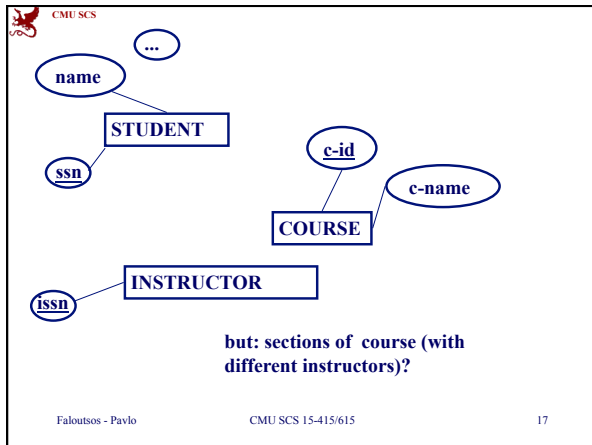 CMU SCS
...
name
STUDENT
ssn
c-id
c-name
COURSE
INSTRUCTOR
issn
but: sections of course (with
different instructors)?
Faloutsos - Pavlo CMU SCS 15-415/615 17